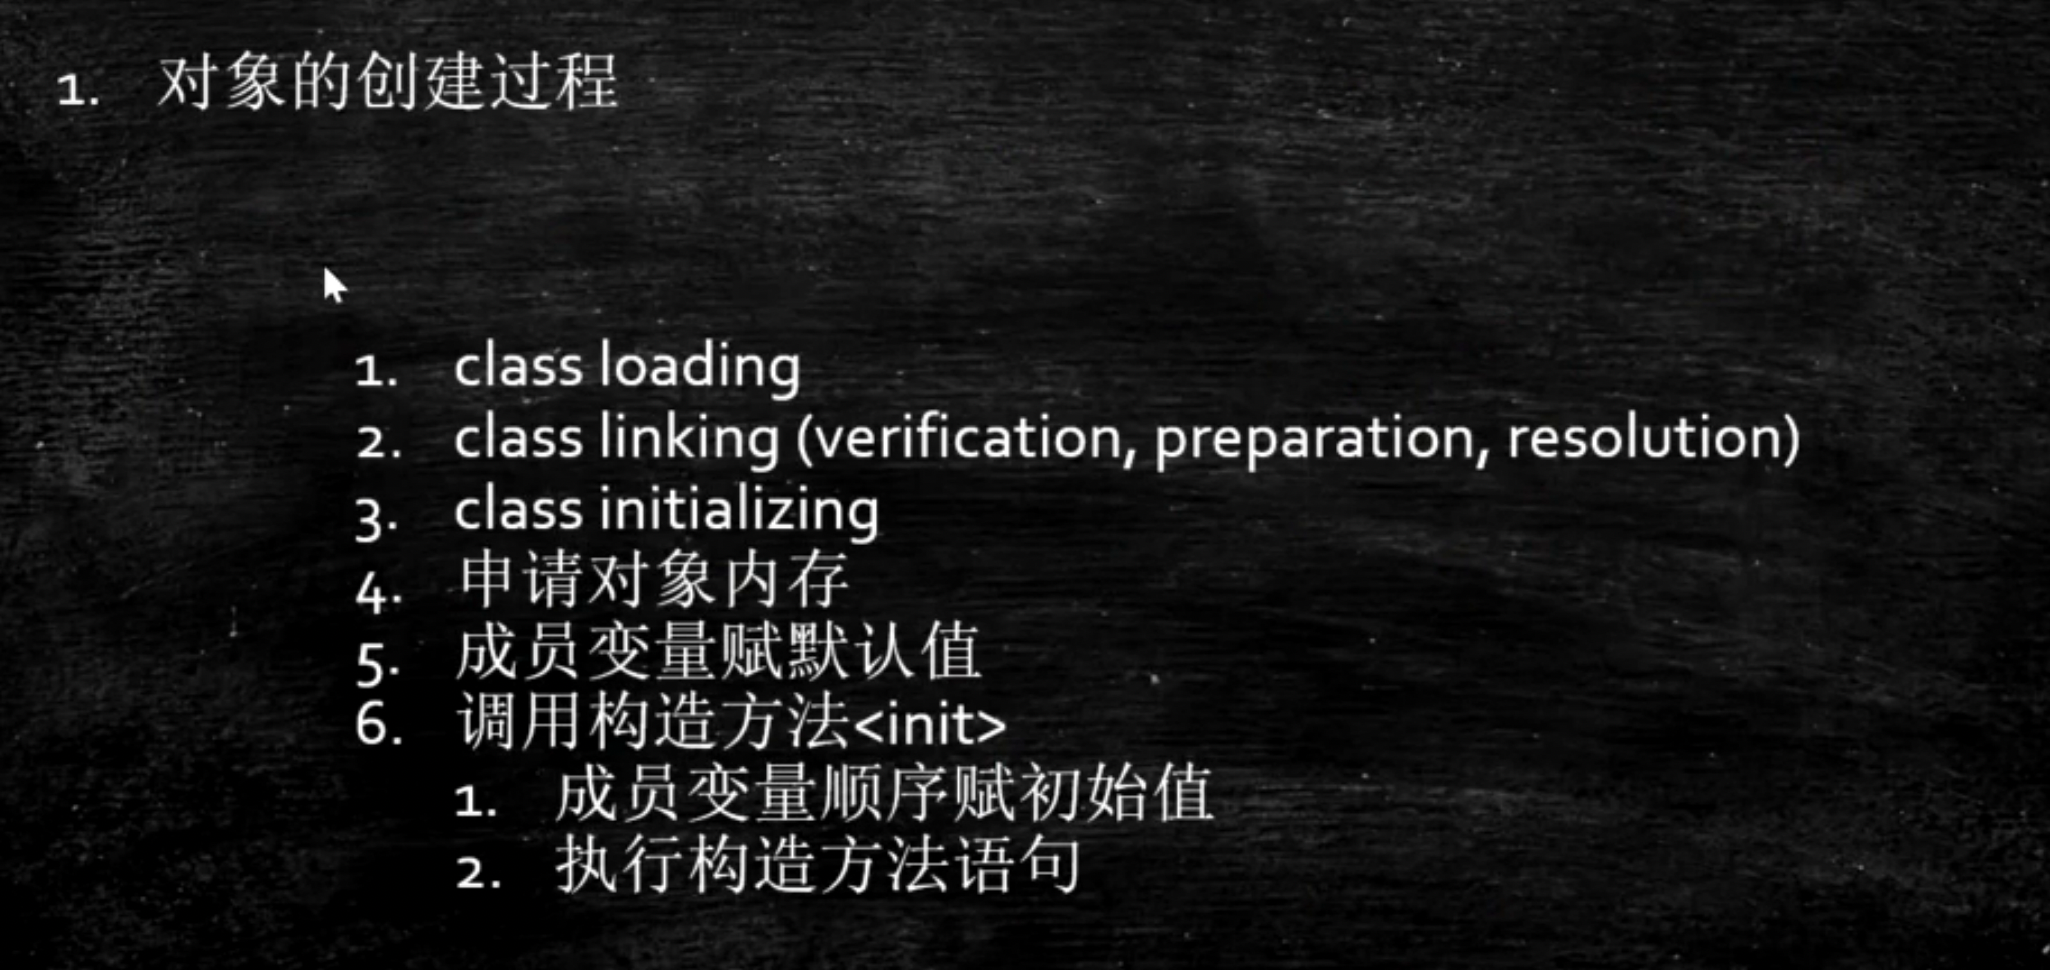 1. 对象的创建过程
1. class loading
2. class linking (verification, preparation, resolution)
3. class initializing
4. 申请对象内存
5. 成员变量赋默认值
6. 调用构造方法<init>
1. 成员变量顺序赋初始值
2. 执行构造方法语句